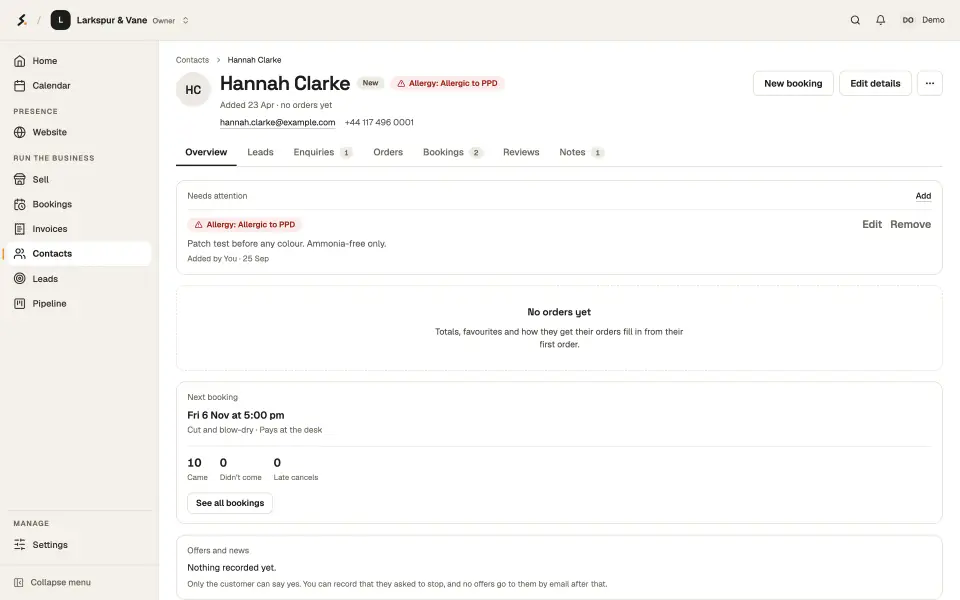 / L Larkspur & Vane Owner
DO Demo
Home
Calendar
PRESENCE
Website
RUN THE BUSINESS
Sell
Bookings
Invoices
Contacts
Leads
Pipeline
MANAGE
Settings
Collapse menu
Contacts > Hannah Clarke
HC
Hannah Clarke New Allergy: Allergic to PPD
Added 23 Apr · no orders yet
hannah.clarke@example.com +44 117 496 0001
New booking Edit details ...
Overview Leads Enquiries 1 Orders Bookings 2 Reviews Notes 1
Needs attention Add
Allergy: Allergic to PPD Edit Remove
Patch test before any colour. Ammonia-free only.
Added by You · 25 Sep
No orders yet
Totals, favourites and how they get their orders fill in from their
first order.
Next booking
Fri 6 Nov at 5:00 pm
Cut and blow-dry · Pays at the desk
10 0 0
Came Didn't come Late cancels
See all bookings
Offers and news
Nothing recorded yet.
Only the customer can say yes. You can record that they asked to stop, and no offers go to them by email after that.